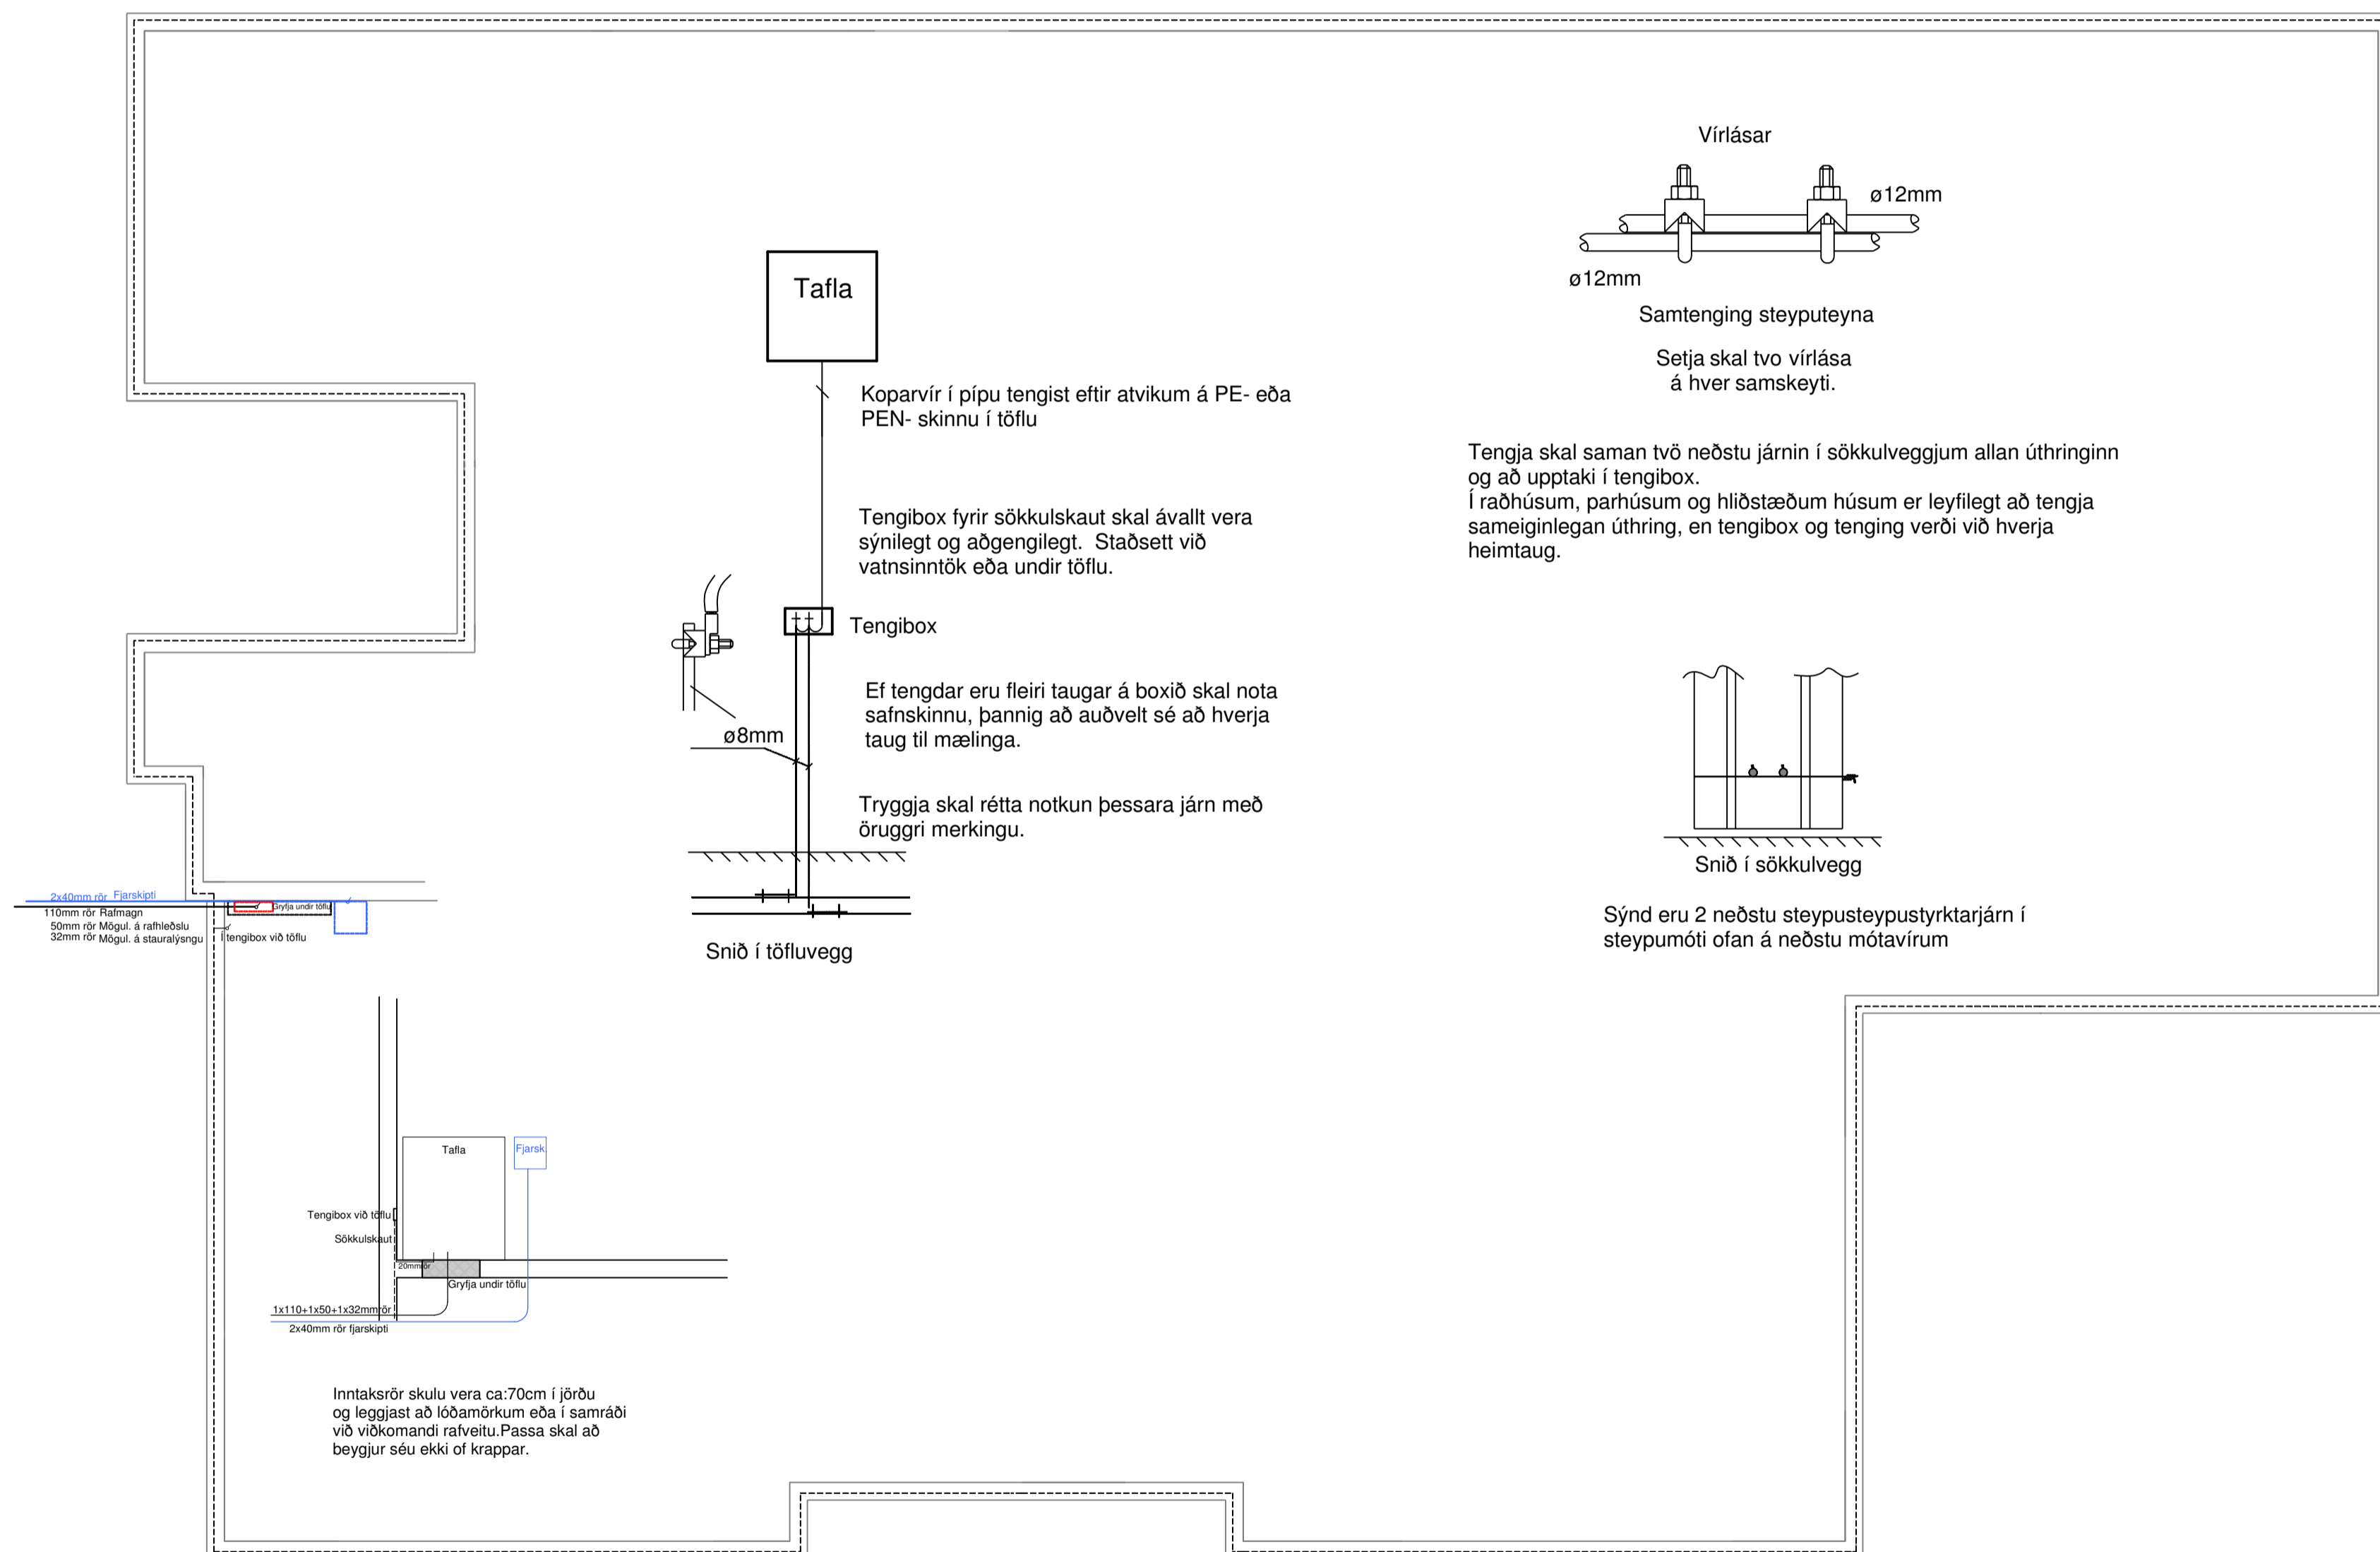 Vírlásar
ø12mm
ø12mm
Samtenging steyputeyna
Setja skal tvo vírlása
á hver samskeyti.
Tafla
Koparvír í pípu tengist eftir atvikum á PE- eða
PEN- skinnu í töflu
Tengja skal saman tvö neðstu járnin í sökkulveggjum allan úthringinn
og að upptaki í tengibox.
Í raðhúsum, parhúsum og hliðstæðum húsum er leyfilegt að tengja
sameiginlegan úthring, en tengibox og tenging verði við hverja
heimtaug.
Tengibox fyrir sökkulskaut skal ávallt vera
sýnilegt og aðgengilegt. Staðsett við
vatnsinntök eða undir töflu.
Tengibox
Ef tengdar eru fleiri taugar á boxið skal nota
safnskinnu, þannig að auðvelt sé að hverja
taug til mælinga.
ø8mm
Tryggja skal rétta notkun þessara járn með
öruggri merkingu.
Snið í töfluvegg
Snið í sökkulvegg
Sýnd eru 2 neðstu steypusteypustyrktarjárn í
steypumóti ofan á neðstu mótavírum
2x40mm rör Fjarskipti
110mm rör Rafmagn
Gryfja undir töflu
50mm rör Mögul. á rafhleðslu
32mm rör Mögul. á stauralýsngu
Í tengibox við töflu
Tafla
Fjarsk.
Tengibox við töflu
Sökkulskaut
20mmrör
Gryfja undir töflu
1x110+1x50+1x32mmrör
2x40mm rör fjarskipti
Inntaksrör skulu vera ca:70cm í jörðu
og leggjast að lóðamörkum eða í samráði
við viðkomandi rafveitu.Passa skal að
beygjur séu ekki of krappar.